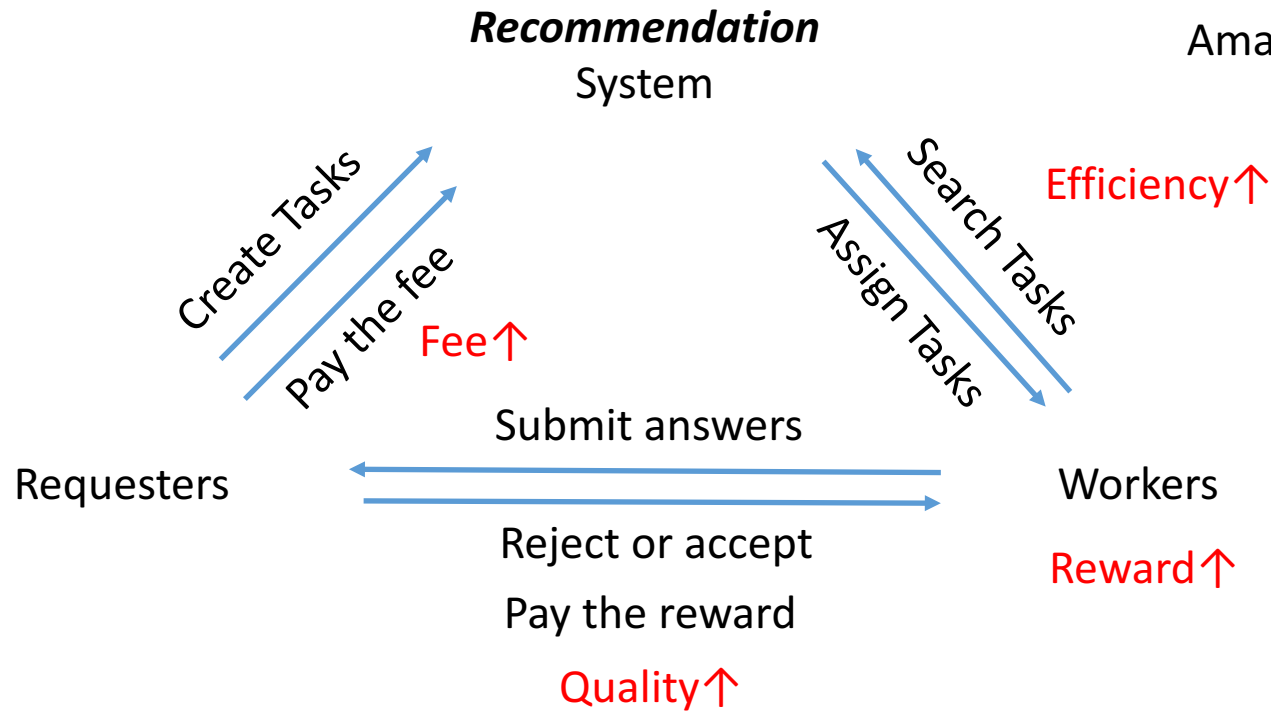 Recommendation
System
Ama
Create Tasks
Pay the fee
Fee↑
Search Tasks
Assign Tasks
Efficiency↑
Submit answers
Requesters
Workers
Reject or accept
Pay the reward
Reward↑
Quality↑